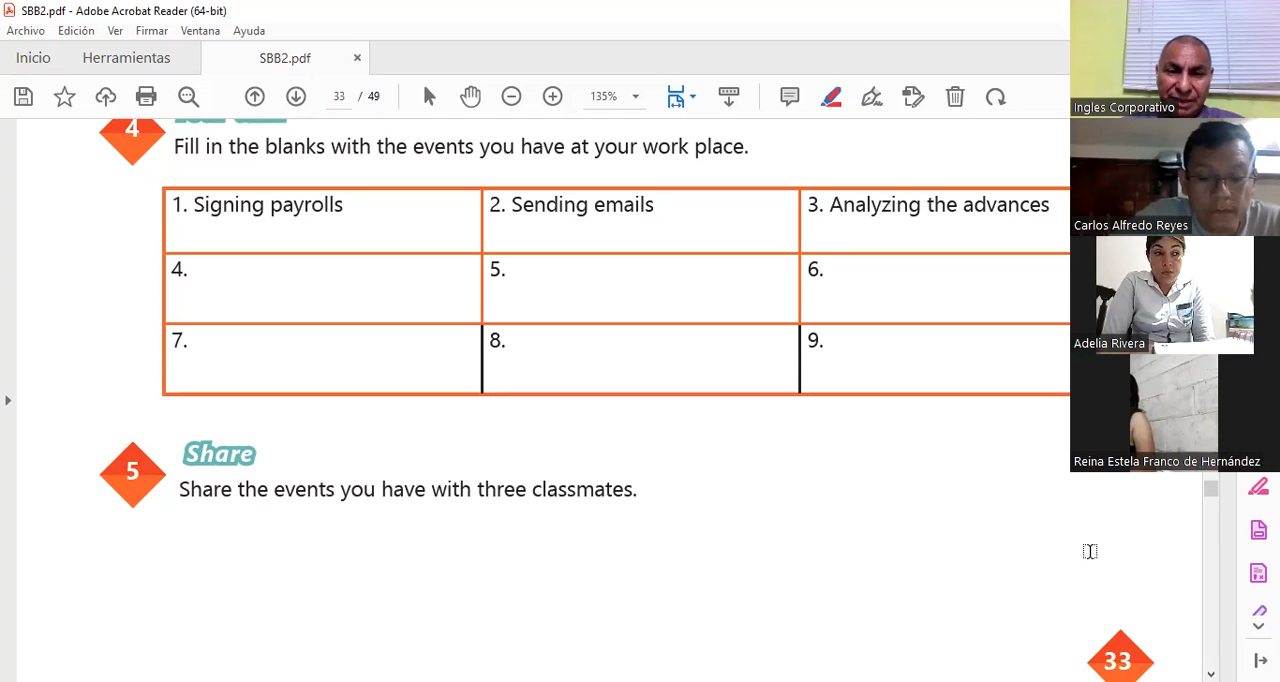 SBB2.pdf - Adobe Acrobat Reader (64-bit)
Archivo Edición Ver Firmar Ventana Ayuda
Inicio Herramientas SBB2.pdf ×
33 / 49 135%
4
Fill in the blanks with the events you have at your work place.
1. Signing payrolls 2. Sending emails 3. Analyzing the advances
4. 5. 6.
7. 8. 9.
5 Share
Share the events you have with three classmates.
33
Ingles Corporativo
Carlos Alfredo Reyes
Adelia Rivera
Reina Estela Franco de Hernández